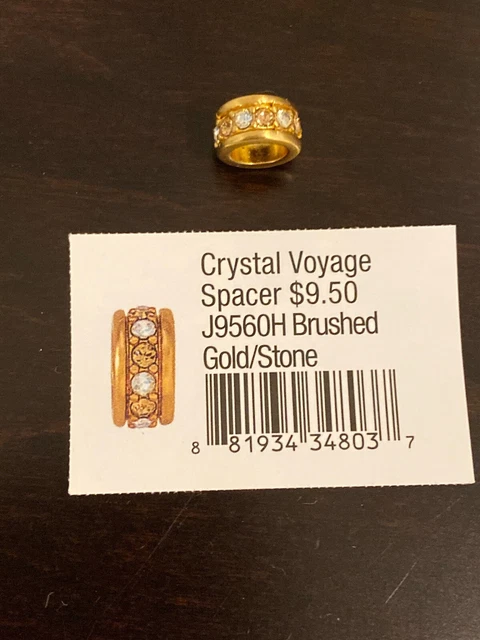 Crystal Voyage
Spacer $9.50
J9560H Brushed
Gold/Stone
8 81934 34803 7